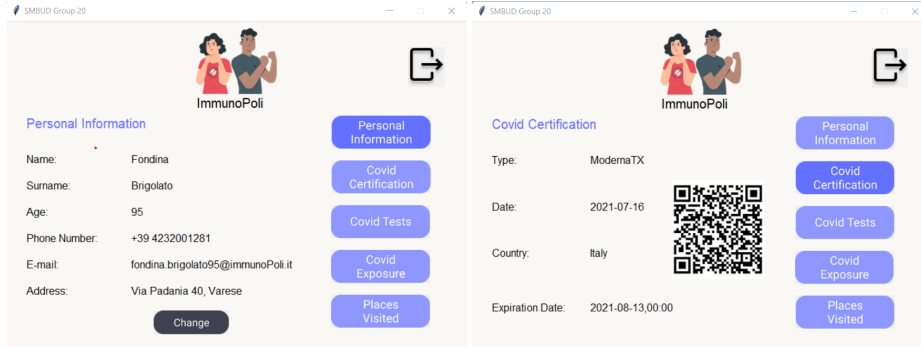 SMBUD Group 20
ImmunoPoli
Personal Information
Name: Fondina
Surname: Brigolato
Age: 95
Phone Number: +39 4232001281
E-mail: fondina.brigolato95@immunoPoli.it
Address: Via Padania 40, Varese
Change
Personal
Information
Covid
Certification
Covid Tests
Covid
Exposure
Places
Visited
SMBUD Group 20
ImmunoPoli
Covid Certification
Type: ModernaTX
Date: 2021-07-16
Country: Italy
Expiration Date: 2021-08-13,00:00
Personal
Information
Covid
Certification
Covid Tests
Covid
Exposure
Places
Visited